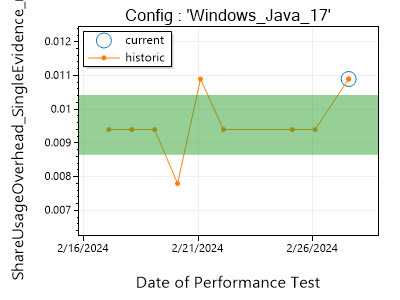 Config : 'Windows_Java_17'
current
historic
0.012
0.011
0.01
0.009
0.008
0.007
ShareUsageOverhead_SingleEvidence_
2/16/2024
2/21/2024
2/26/2024
Date of Performance Test